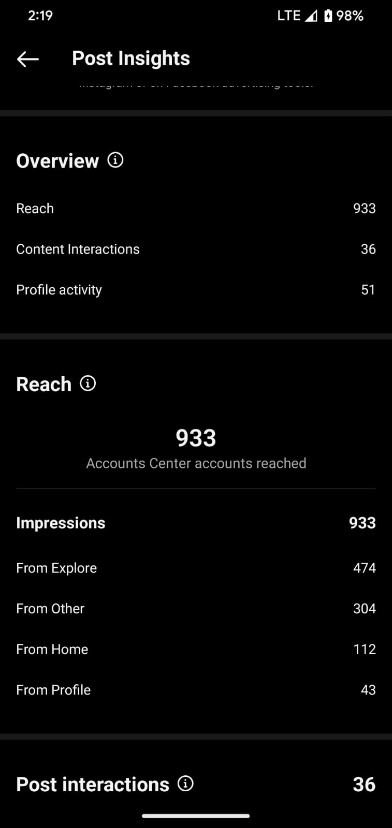 2:19 LTE 98%
Post Insights
Overview
Reach 933
Content Interactions 36
Profile activity 51
Reach
933
Accounts Center accounts reached
Impressions 933
From Explore 474
From Other 304
From Home 112
From Profile 43
Post interactions 36